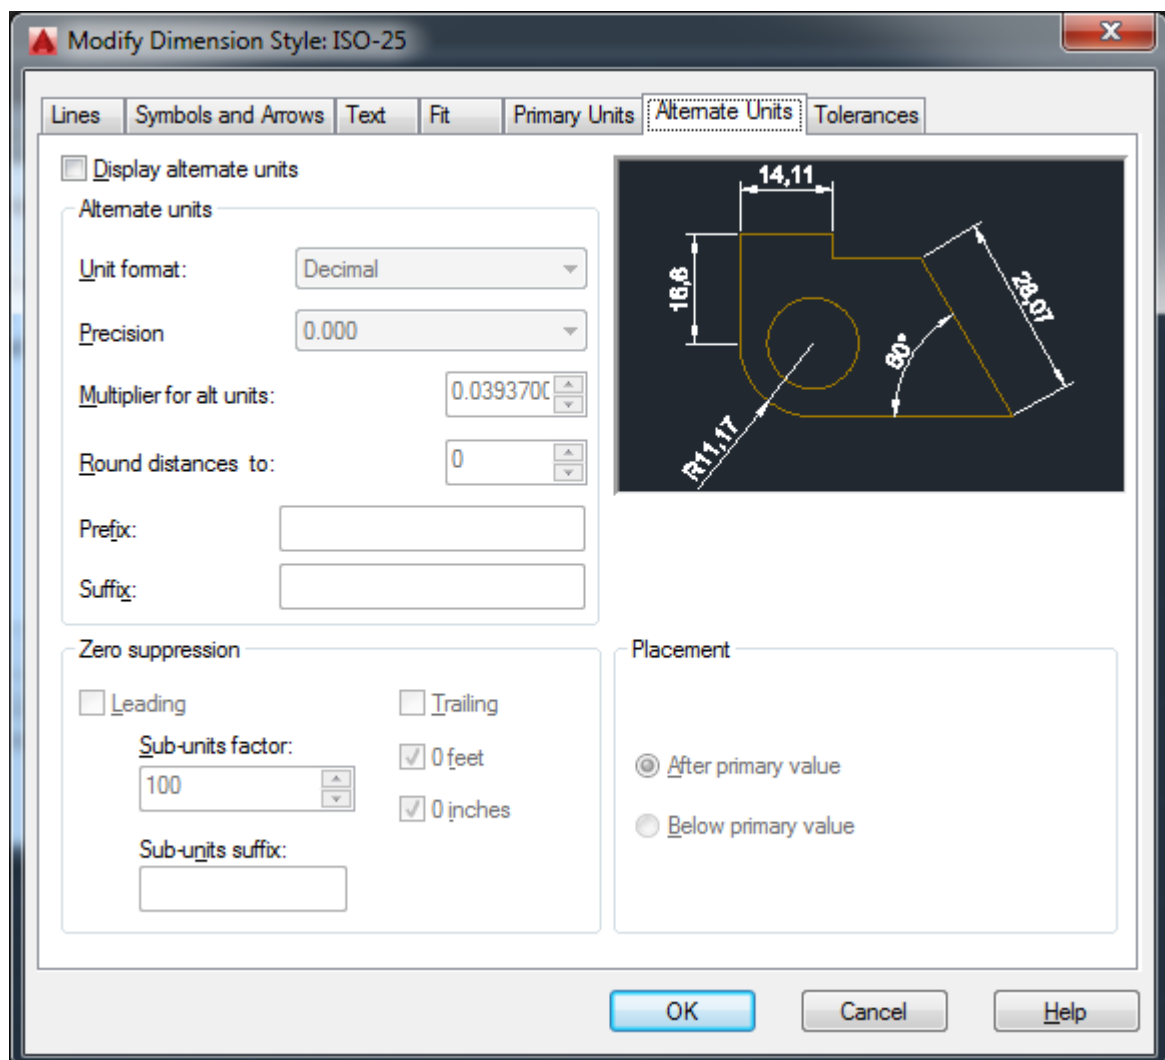 Modify Dimension Style: ISO-25
Lines Symbols and Arrows Text Fit Primary Units Alternate Units Tolerances
Display alternate units
Alternate units
Unit format: Decimal
Precision 0.000
Multiplier for alt units: 0.039370
Round distances to: 0
Prefix:
Suffix:
14,11
16,6
28,07
60°
R11,17
Zero suppression
Leading
Trailing
Sub-units factor:
100
0 feet
0 inches
Sub-units suffix:
Placement
After primary value
Below primary value
OK Cancel Help